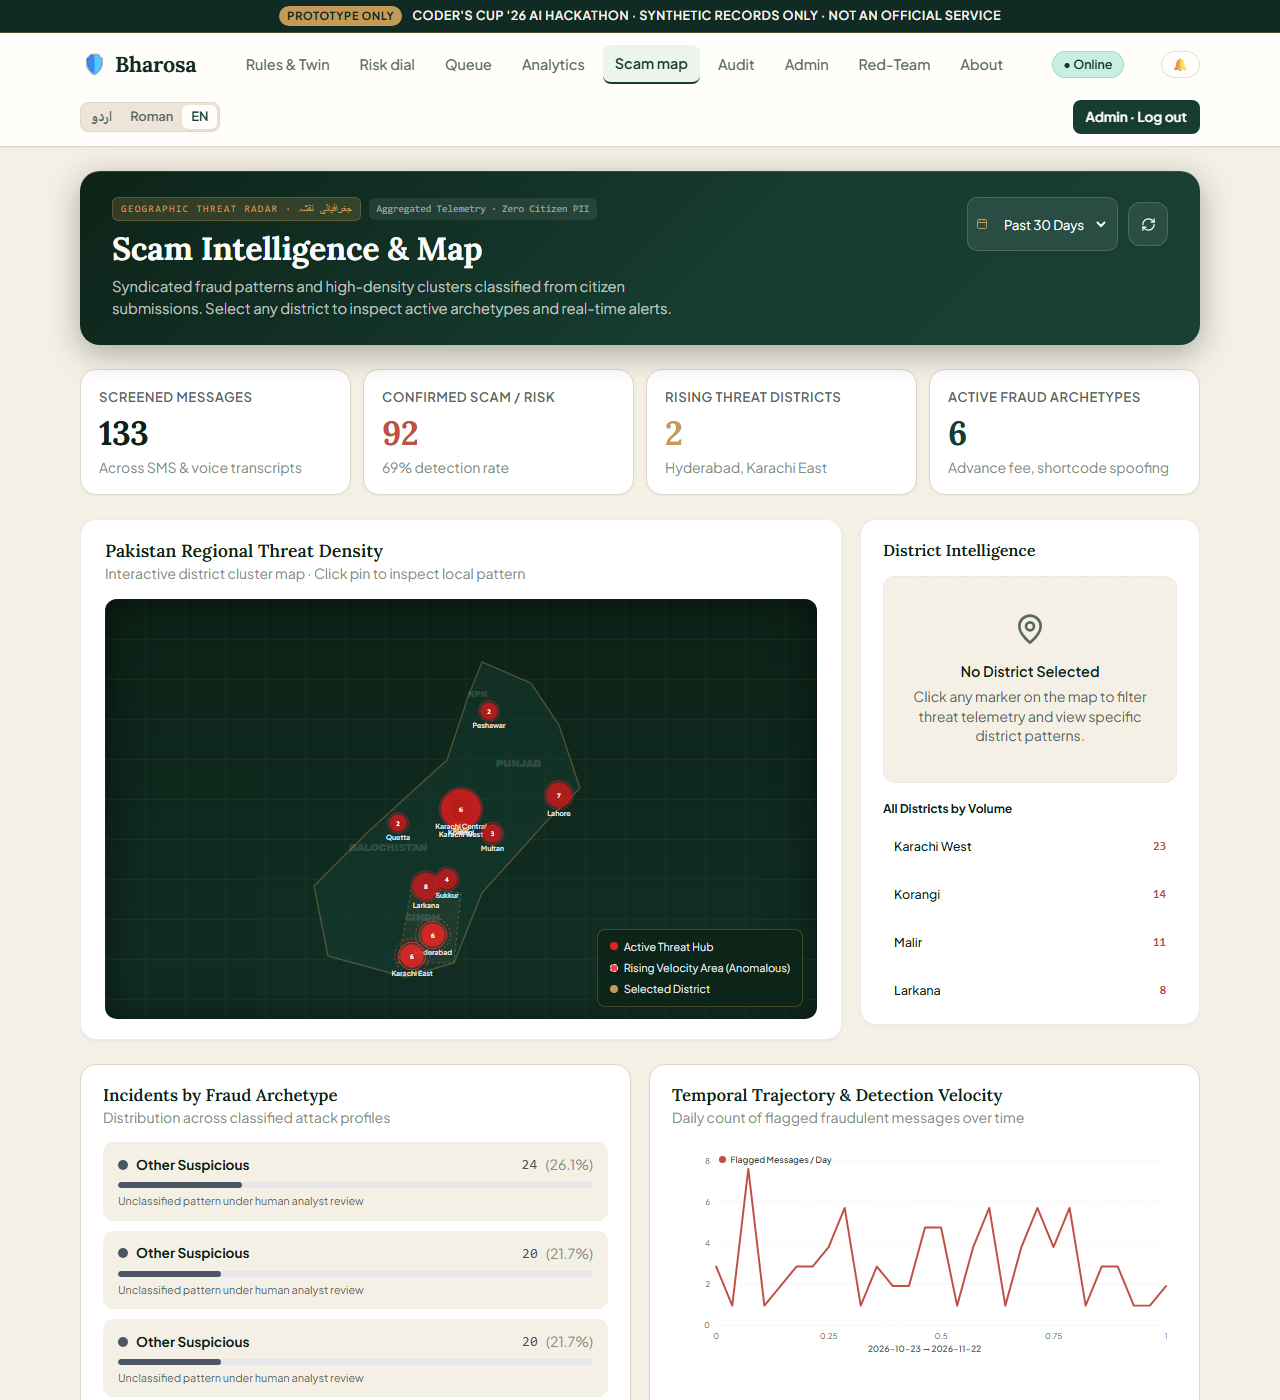 PROTOTYPE ONLY CODER'S CUP '26 AI HACKATHON · SYNTHETIC RECORDS ONLY · NOT AN OFFICIAL SERVICE
Bharosa Rules & Twin Risk dial Queue Analytics Scam map Audit Admin Red-Team About ● Online
اردو Roman EN Admin · Log out
GEOGRAPHIC THREAT RADAR · جغرافیائی نقشہ Aggregated Telemetry · Zero Citizen PII
Scam Intelligence & Map
Past 30 Days
Syndicated fraud patterns and high-density clusters classified from citizen
submissions. Select any district to inspect active archetypes and real-time alerts.
SCREENED MESSAGES
133
Across SMS & voice transcripts
CONFIRMED SCAM / RISK
92
69% detection rate
RISING THREAT DISTRICTS
2
Hyderabad, Karachi East
ACTIVE FRAUD ARCHETYPES
6
Advance fee, shortcode spoofing
Pakistan Regional Threat Density
Interactive district cluster map · Click pin to inspect local pattern
KPK
2
Peshawar
PUNJAB
7
Lahore
6
Karachi Central
Karachi West
3
Multan
2
Quetta
BALOCHISTAN
4
Sukkur
8
Larkana
SINDH
6
derabad
6
Karachi East
Active Threat Hub
Rising Velocity Area (Anomalous)
Selected District
District Intelligence
No District Selected
Click any marker on the map to filter
threat telemetry and view specific
district patterns.
All Districts by Volume
Karachi West 23
Korangi 14
Malir 11
Larkana 8
Incidents by Fraud Archetype
Distribution across classified attack profiles
Other Suspicious 24 (26.1%)
Unclassified pattern under human analyst review
Other Suspicious 20 (21.7%)
Unclassified pattern under human analyst review
Other Suspicious 20 (21.7%)
Unclassified pattern under human analyst review
Temporal Trajectory & Detection Velocity
Daily count of flagged fraudulent messages over time
Flagged Messages / Day
8
6
4
2
0
0 0.25 0.5 0.75 1
2026-10-23 → 2026-11-22